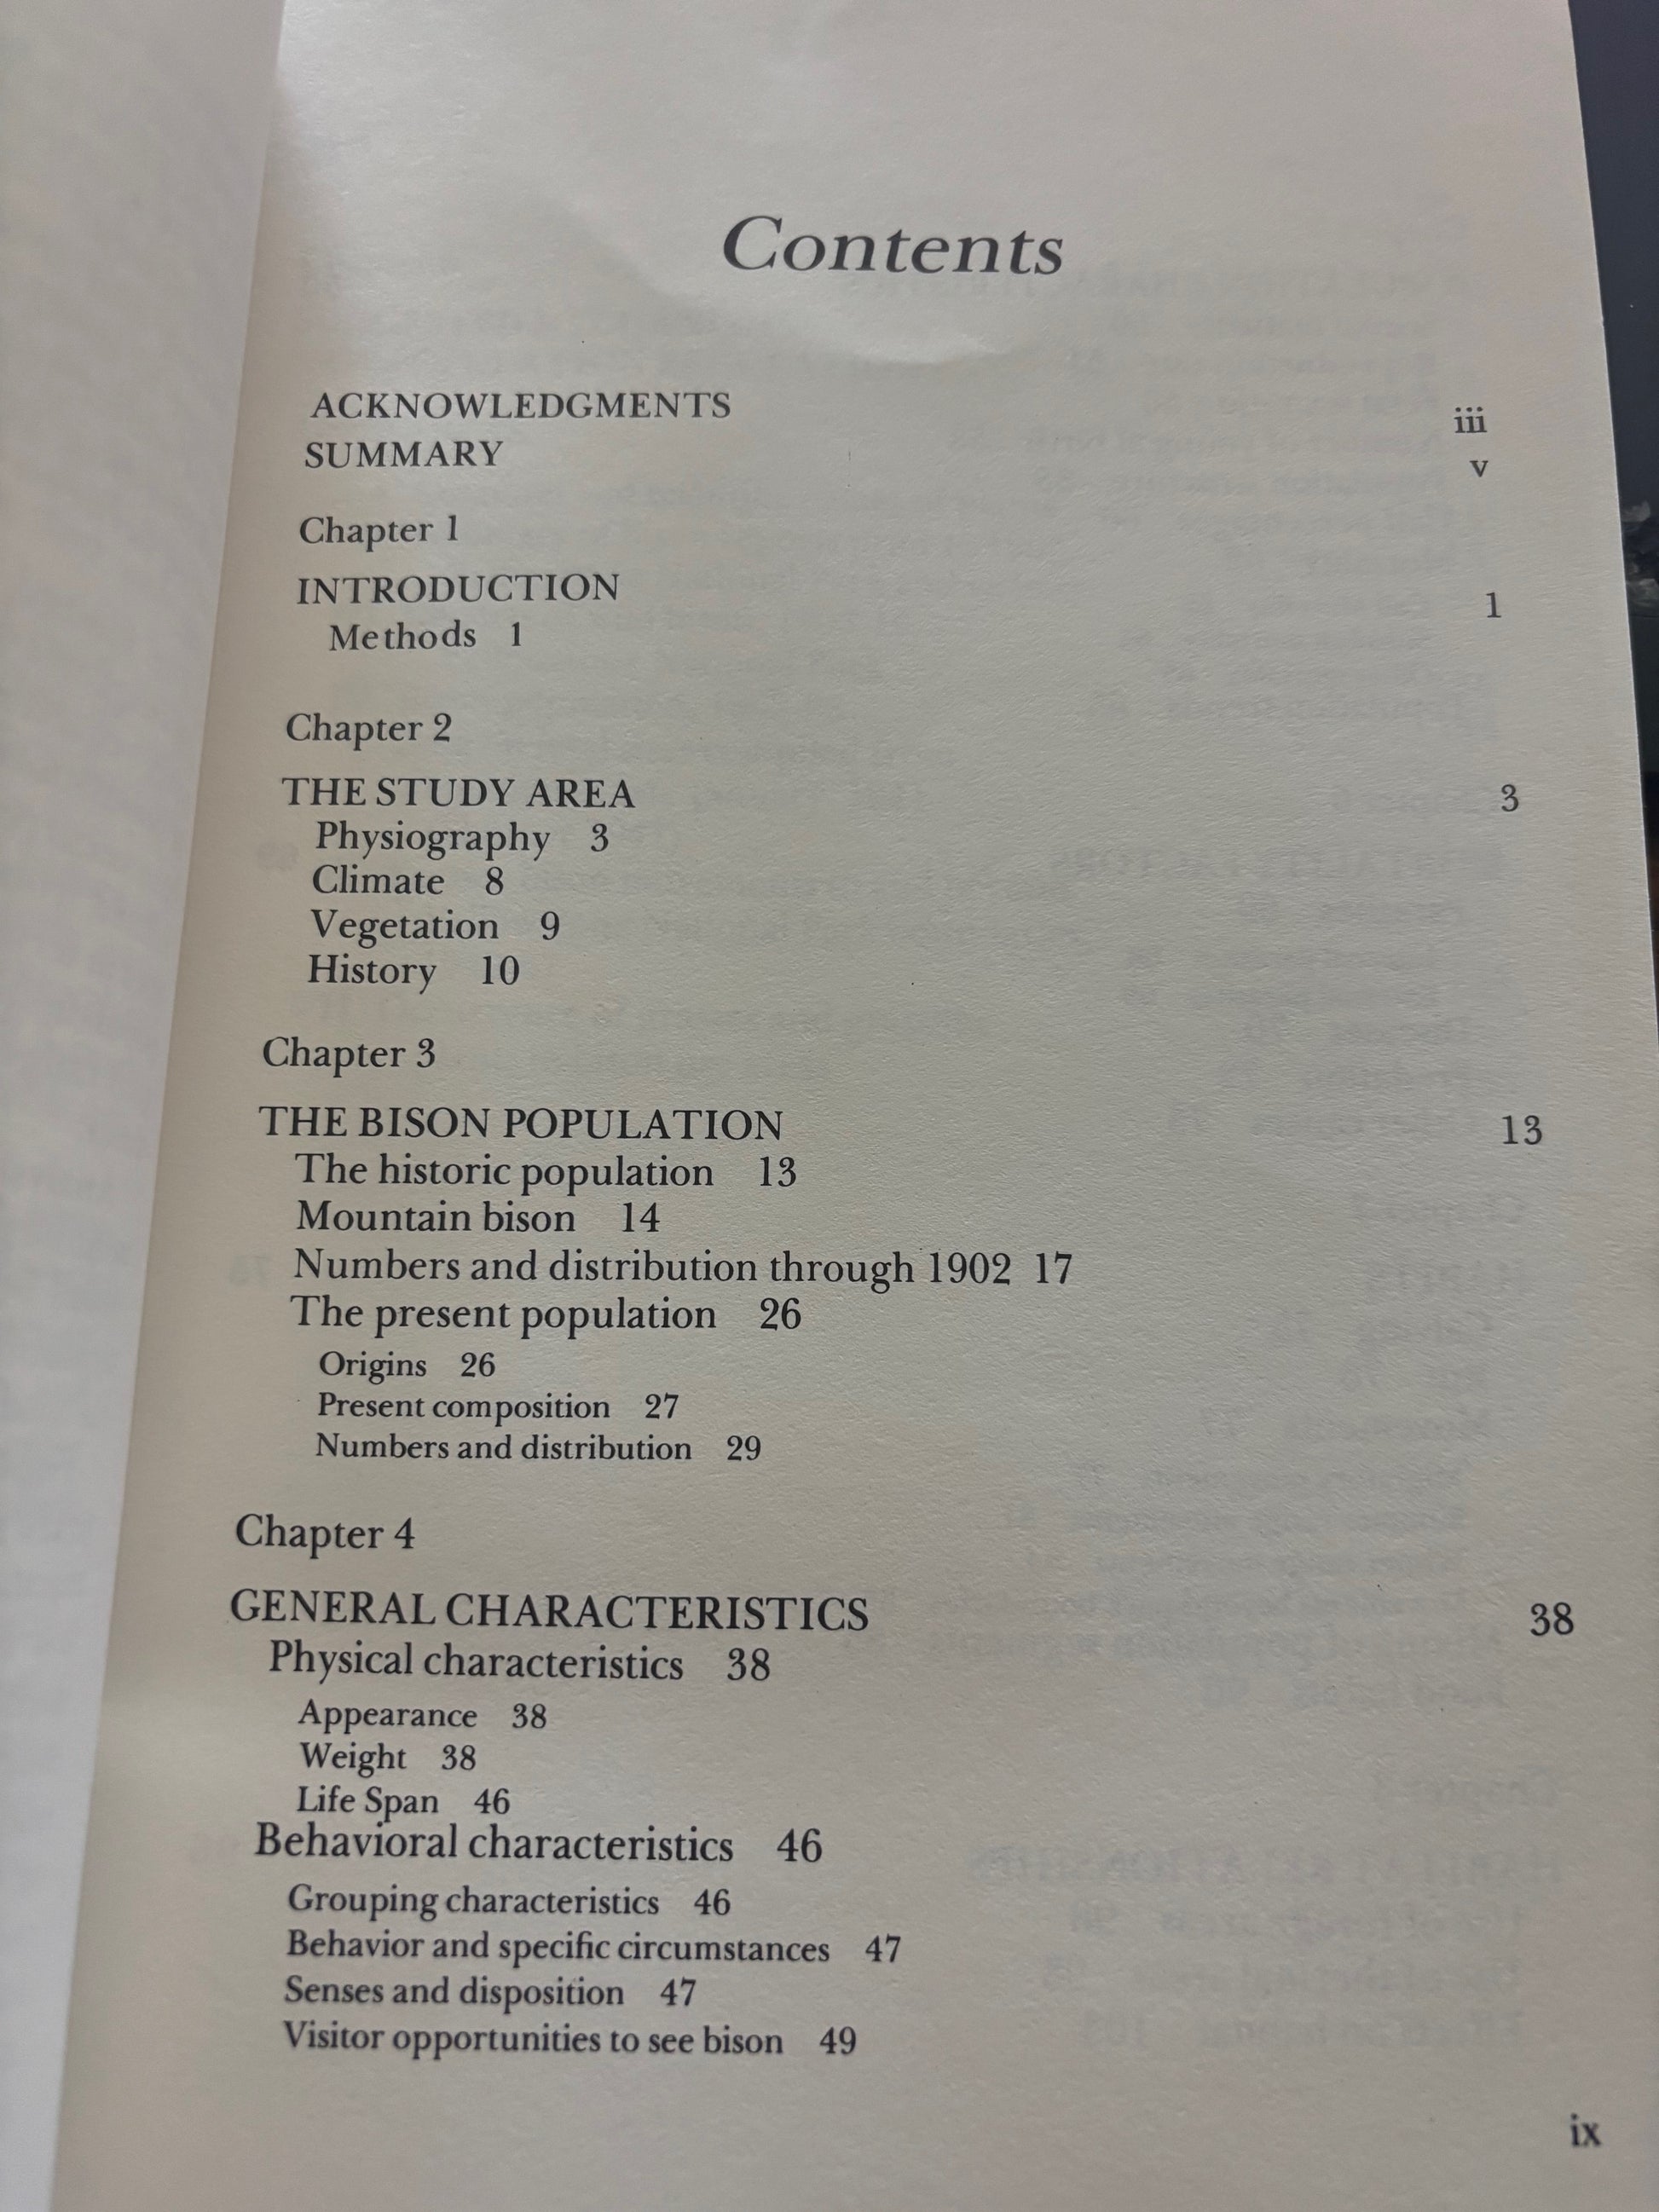 Contents
ACKNOWLEDGMENTS iii
SUMMARY v
Chapter 1
INTRODUCTION 1
Methods 1
Chapter 2
THE STUDY AREA 3
Physiography 3
Climate 8
Vegetation 9
History 10
Chapter 3
THE BISON POPULATION 13
The historic population 13
Mountain bison 14
Numbers and distribution through 1902 17
The present population 26
Origins 26
Present composition 27
Numbers and distribution 29
Chapter 4
GENERAL CHARACTERISTICS 38
Physical characteristics 38
Appearance 38
Weight 38
Life Span 46
Behavioral characteristics 46
Grouping characteristics 46
Behavior and specific circumstances 47
Senses and disposition 47
Visitor opportunities to see bison 49
ix